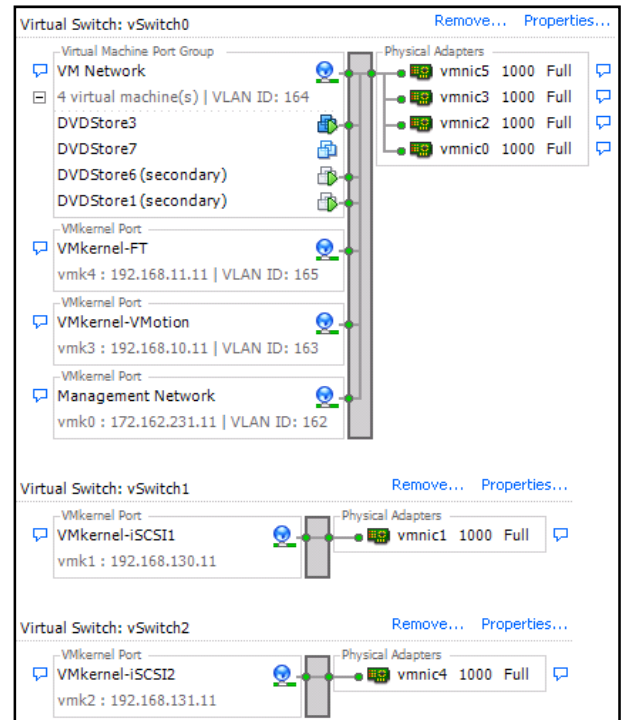 Virtual Switch: vSwitch0 Remove... Properties...
Virtual Machine Port Group Physical Adapters
VM Network vmnic5 1000 Full
4 virtual machine(s) | VLAN ID: 164 vmnic3 1000 Full
DVDStore3 vmnic2 1000 Full
DVDStore7 vmnic0 1000 Full
DVDStore6 (secondary)
DVDStore1 (secondary)
VMkernel Port
VMkernel-FT
vmk4 : 192.168.11.11 | VLAN ID: 165
VMkernel Port
VMkernel-VMotion
vmk3 : 192.168.10.11 | VLAN ID: 163
VMkernel Port
Management Network
vmk0 : 172.162.231.11 | VLAN ID: 162
Virtual Switch: vSwitch1 Remove... Properties...
VMkernel Port Physical Adapters
VMkernel-iSCSI1 vmnic1 1000 Full
vmk1 : 192.168.130.11
Virtual Switch: vSwitch2 Remove... Properties...
VMkernel Port Physical Adapters
VMkernel-iSCSI2 vmnic4 1000 Full
vmk2 : 192.168.131.11